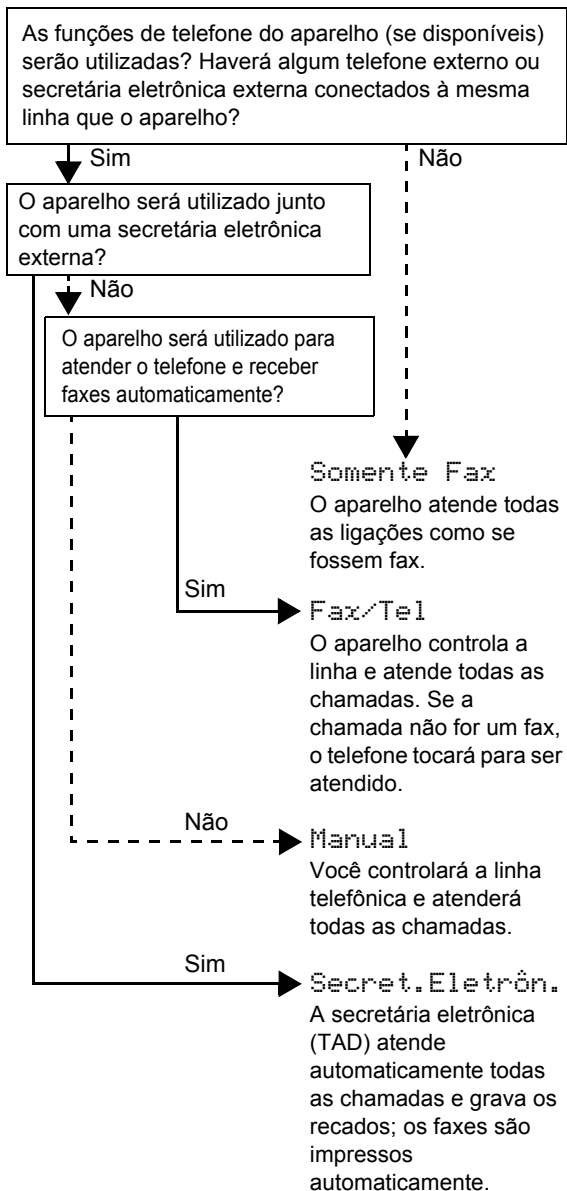 As funções de telefone do aparelho (se disponíveis)
serão utilizadas? Haverá algum telefone externo ou
secretária eletrônica externa conectados à mesma
linha que o aparelho?
Sim
Não
O aparelho será utilizado junto
com uma secretária eletrônica
externa?
Não
O aparelho será utilizado para
atender o telefone e receber
faxes automaticamente?
Somente Fax
O aparelho atende todas
as ligações como se
fossem fax.
Sim
Fax/Tel
O aparelho controla a
linha e atende todas as
chamadas. Se a
chamada não for um fax,
o telefone tocará para ser
atendido.
Não
Manual
Você controlará a linha
telefônica e atenderá
todas as chamadas.
Sim
Secret.Eletrôn.
A secretária eletrônica
(TAD) atende
automaticamente todas
as chamadas e grava os
recados; os faxes são
impressos
automaticamente.